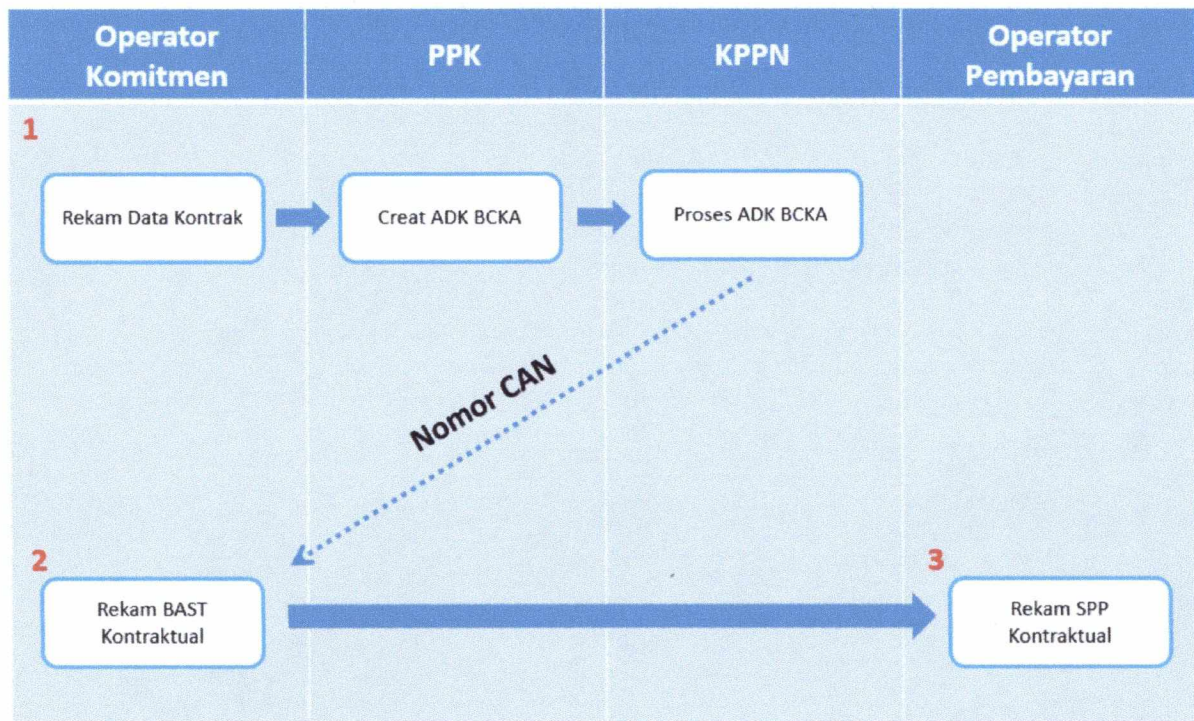 Operator
Komitmen
PPK
KPPN
Operator
Pembayaran
1
Rekam Data Kontrak
Creat ADK BCKA
Proses ADK BCKA
Nomor CAN
2
Rekam BAST
Kontraktual
3
Rekam SPP
Kontraktual